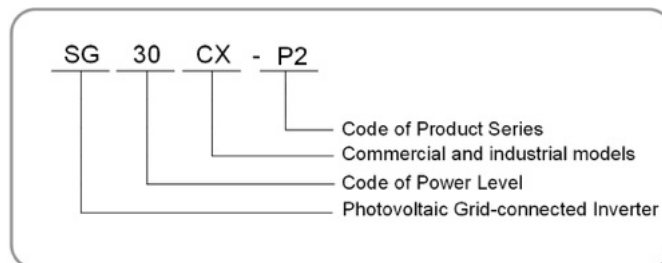 SG 30 CX - P2
Code of Product Series
Commercial and industrial models
Code of Power Level
Photovoltaic Grid-connected Inverter